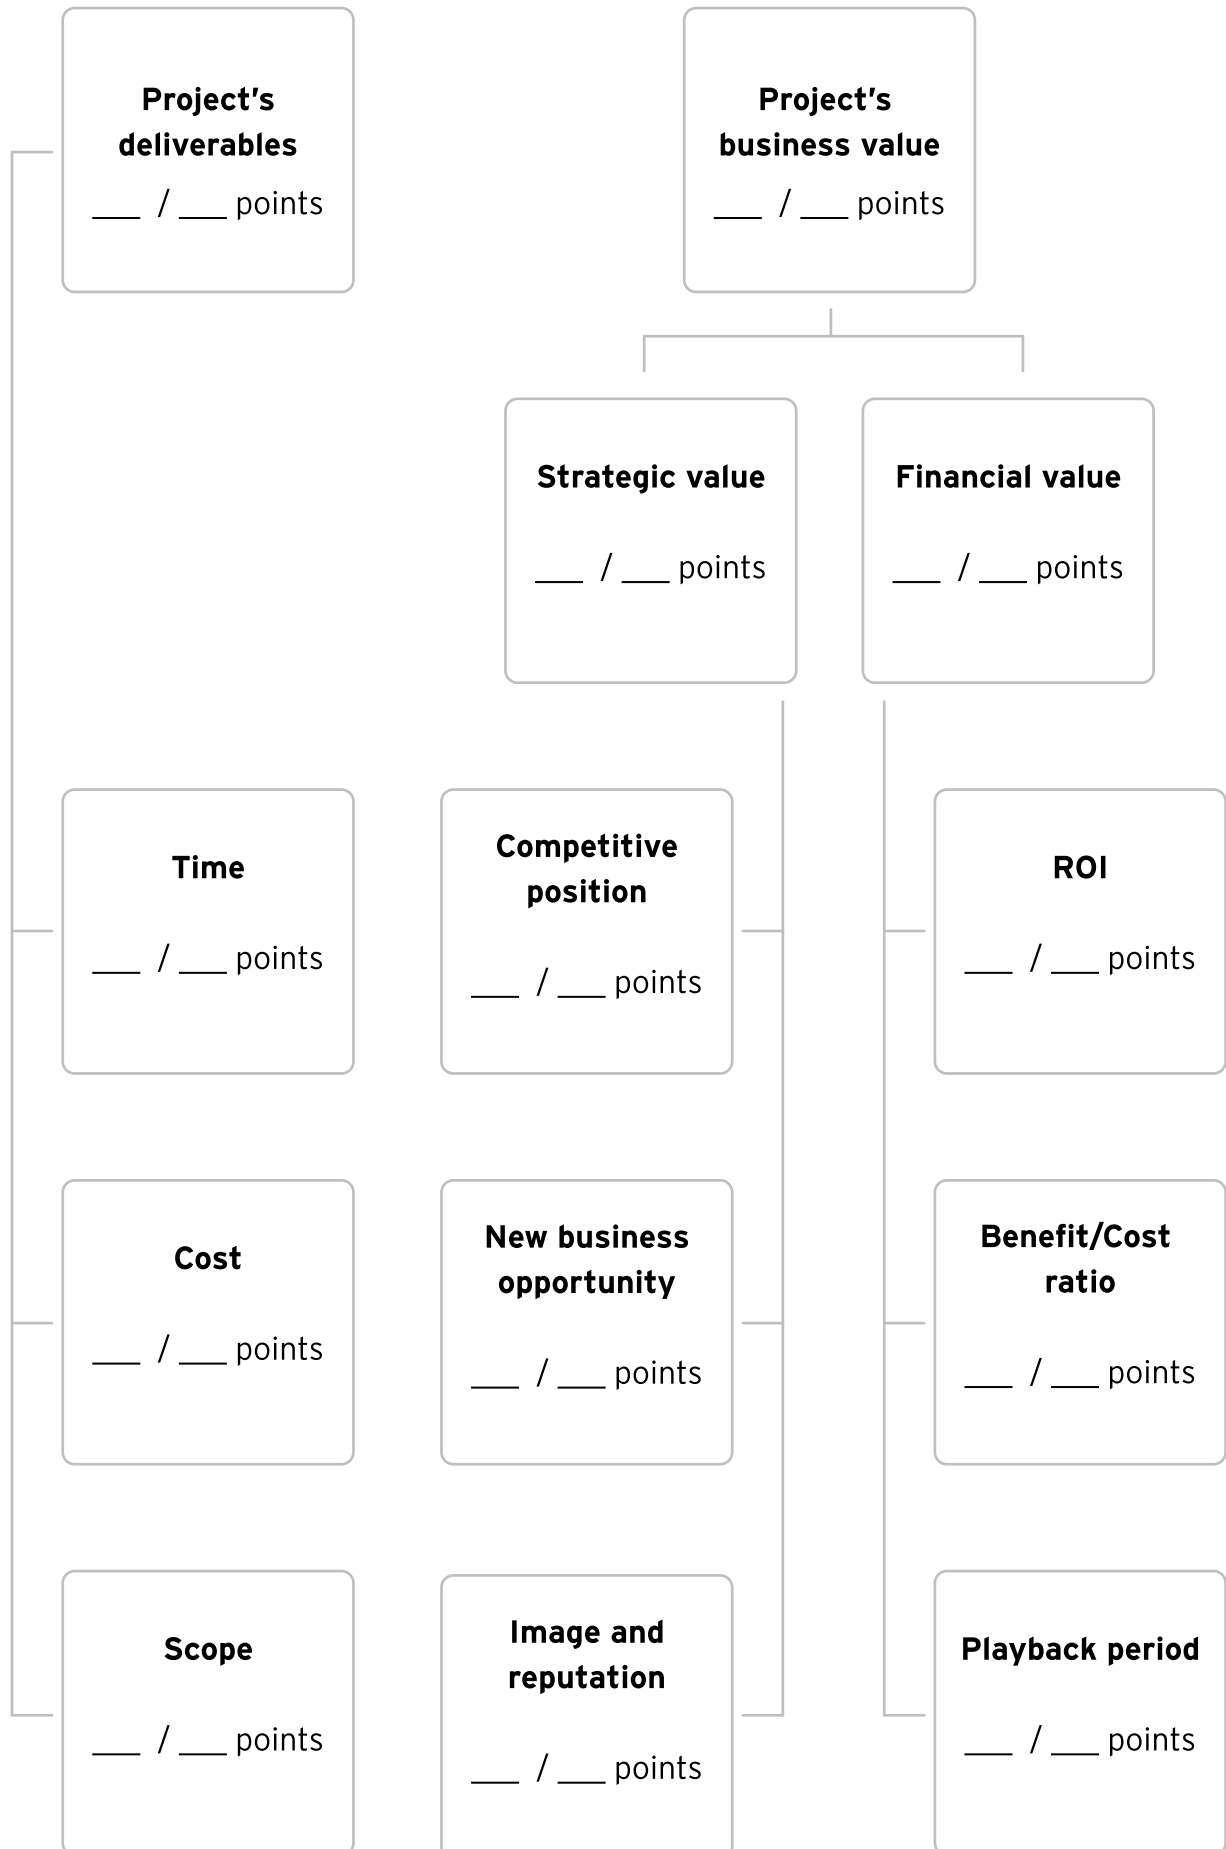 Project's
deliverables
___ / ___ points
Project's
business value
___ / ___ points
Strategic value
___ / ___ points
Financial value
___ / ___ points
Time
___ / ___ points
Competitive
position
___ / ___ points
ROI
___ / ___ points
Cost
___ / ___ points
New business
opportunity
___ / ___ points
Benefit/Cost
ratio
___ / ___ points
Scope
___ / ___ points
Image and
reputation
___ / ___ points
Playback period
___ / ___ points